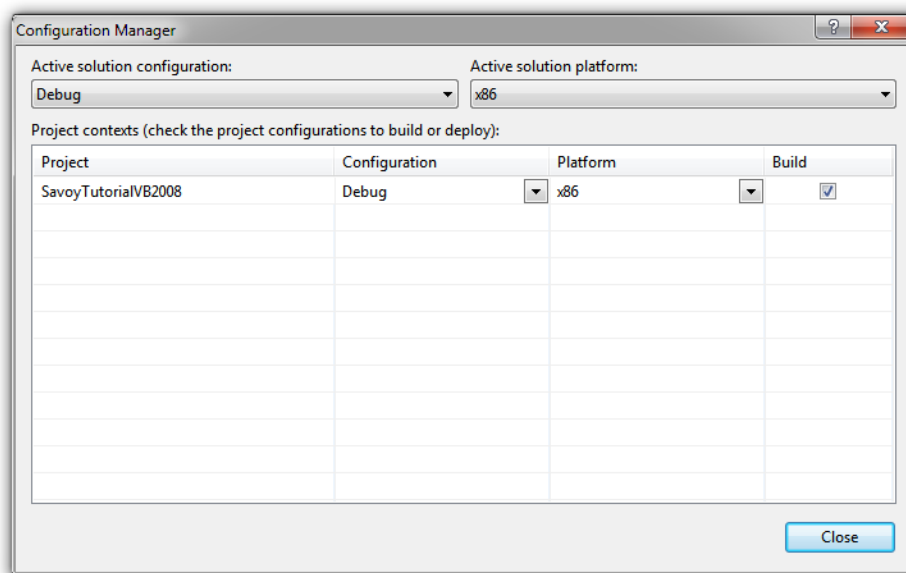 Configuration Manager
Active solution configuration: Active solution platform:
Debug x86
Project contexts (check the project configurations to build or deploy):
Project Configuration Platform Build
SavoyTutorialVB2008 Debug x86
Close